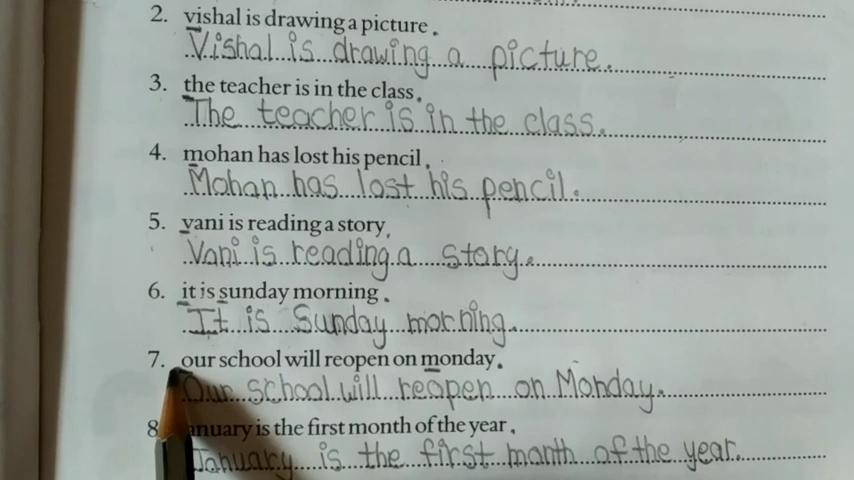 2. vishal is drawing a picture.
Vishal is drawing a picture.
3. the teacher is in the class.
The teacher is in the class.
4. mohan has lost his pencil.
Mohan has lost his pencil.
5. vani is reading a story.
Vani is reading a story.
6. it is sunday morning.
It is Sunday morning.
7. our school will reopen on monday.
Our school will reopen on Monday.
8 anuary is the first month of the year.
January is the first month of the year.